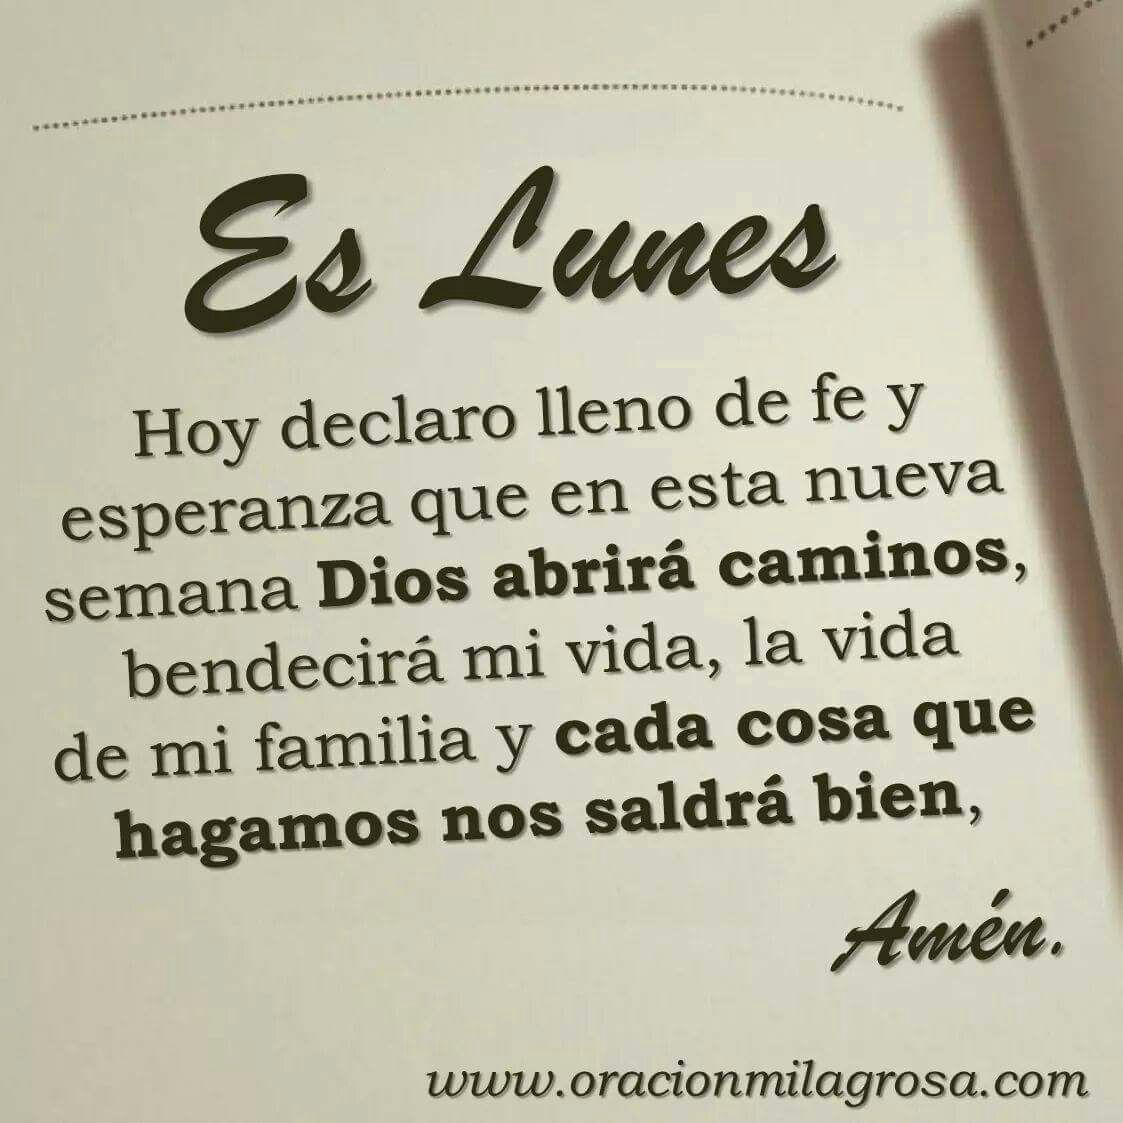 Es Lunes
Hoy declaro lleno de fe y
esperanza que en esta nueva
semana Dios abrirá caminos,
bendecirá mi vida, la vida
de mi familia y cada cosa que
hagamos nos saldrá bien,
Amén.
www.oracionmilagrosa.com